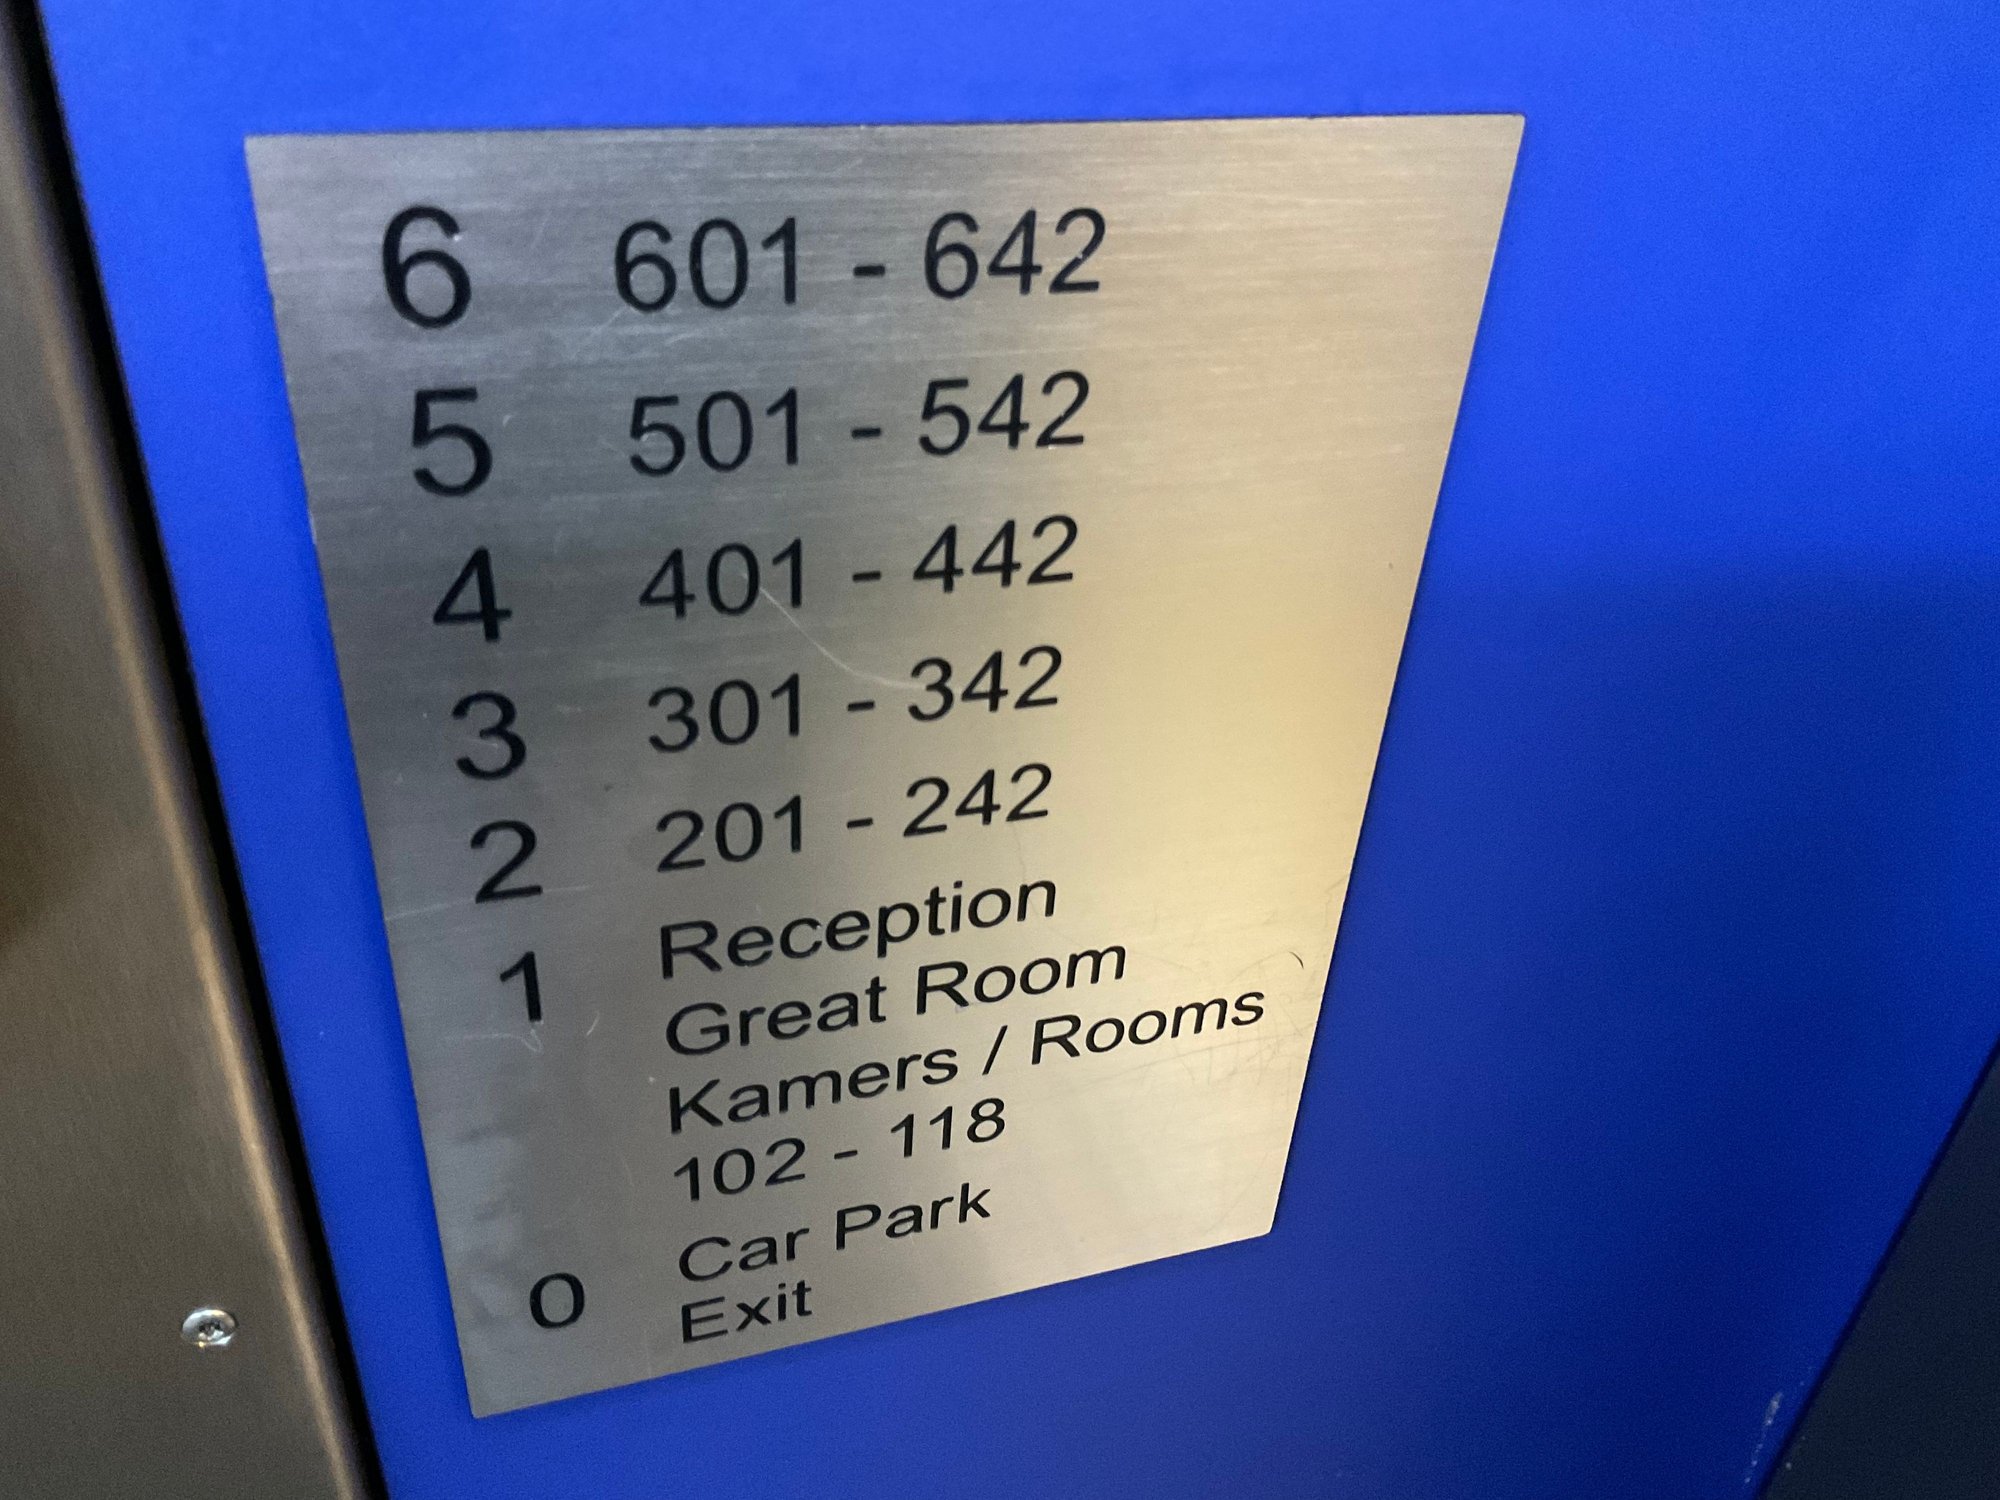 6 601 - 642
5 501 - 542
4 401 - 442
3 301 - 342
2 201 - 242
1 Reception
Great Room
Kamers / Rooms
102 - 118
0 Car Park
Exit